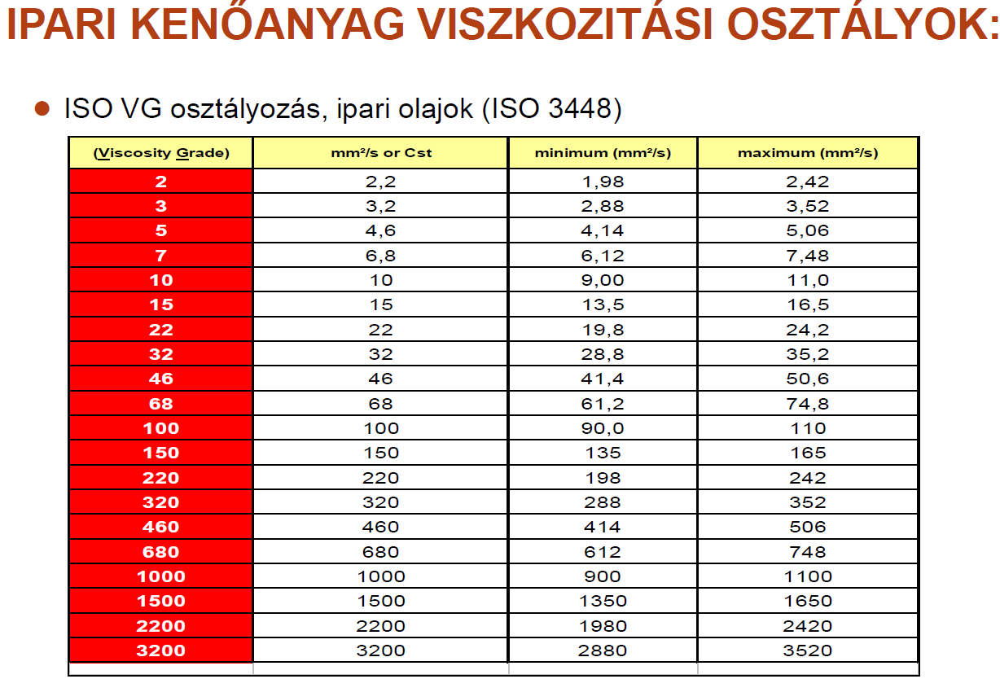 IPARI KENŐANYAG VISZKOZITÁSI OSZTÁLYOK:
● ISO VG osztályozás, ipari olajok (ISO 3448)
(Viscosity Grade) mm²/s or Cst minimum (mm²/s) maximum (mm²/s)
2 2,2 1,98 2,42
3 3,2 2,88 3,52
5 4,6 4,14 5,06
7 6,8 6,12 7,48
10 10 9,00 11,0
15 15 13,5 16,5
22 22 19,8 24,2
32 32 28,8 35,2
46 46 41,4 50,6
68 68 61,2 74,8
100 100 90,0 110
150 150 135 165
220 220 198 242
320 320 288 352
460 460 414 506
680 680 612 748
1000 1000 900 1100
1500 1500 1350 1650
2200 2200 1980 2420
3200 3200 2880 3520